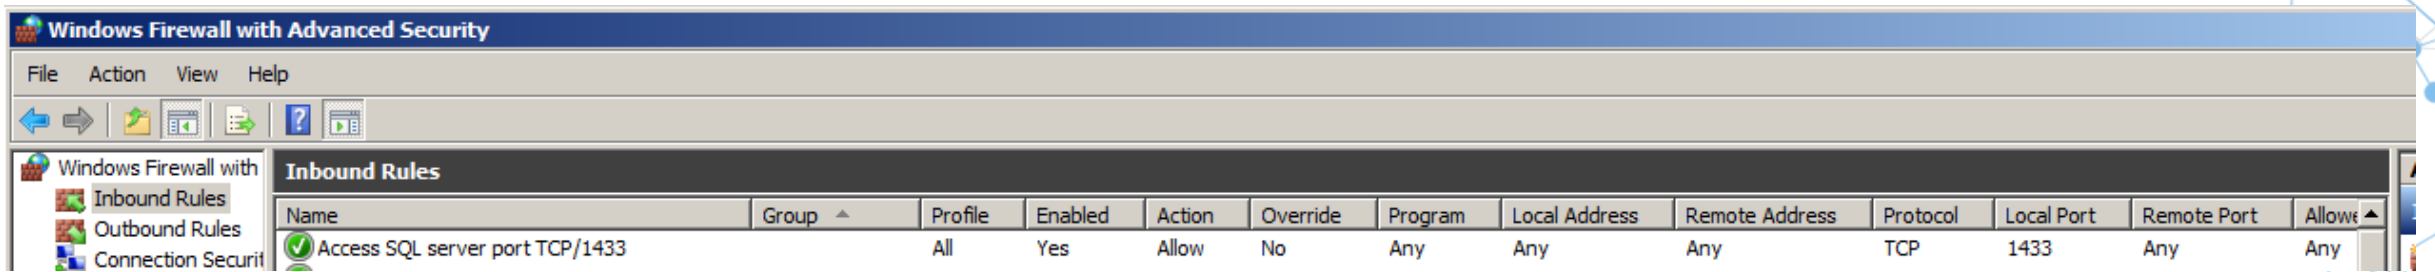 Windows Firewall with Advanced Security
File Action View Help
Windows Firewall with
Inbound Rules
Outbound Rules
Connection Securit
Inbound Rules
Name Group Profile Enabled Action Override Program Local Address Remote Address Protocol Local Port Remote Port Allowe
Access SQL server port TCP/1433 All Yes Allow No Any Any Any TCP 1433 Any Any